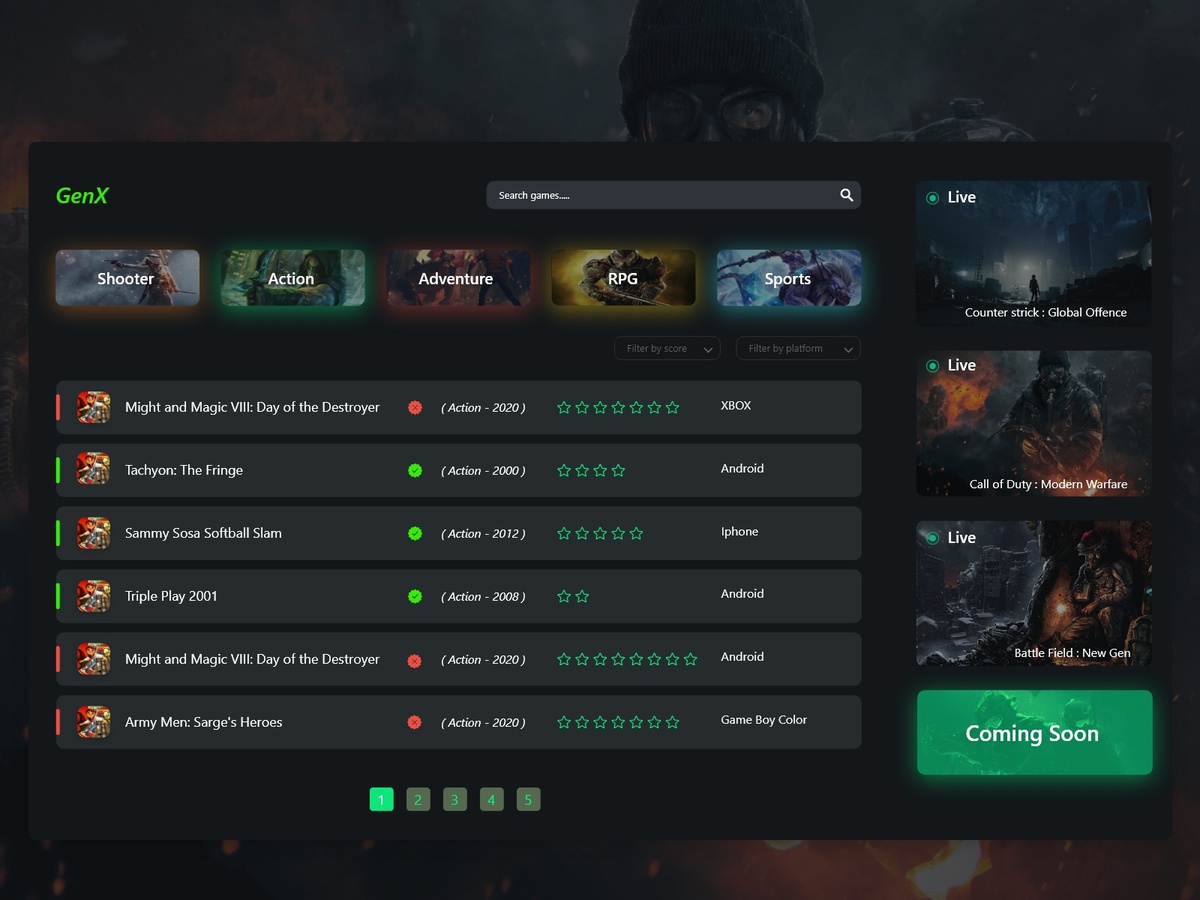 GenX
Search games.....
Shooter
Action
Adventure
RPG
Sports
Filter by score
Filter by platform
Might and Magic VIII: Day of the Destroyer ( Action - 2020 ) XBOX
Tachyon: The Fringe ( Action - 2000 ) Android
Sammy Sosa Softball Slam ( Action - 2012 ) Iphone
Triple Play 2001 ( Action - 2008 ) Android
Might and Magic VIII: Day of the Destroyer ( Action - 2020 ) Android
Army Men: Sarge's Heroes ( Action - 2020 ) Game Boy Color
1 2 3 4 5
Live
Counter strick : Global Offence
Live
Call of Duty : Modern Warfare
Live
Battle Field : New Gen
Coming Soon